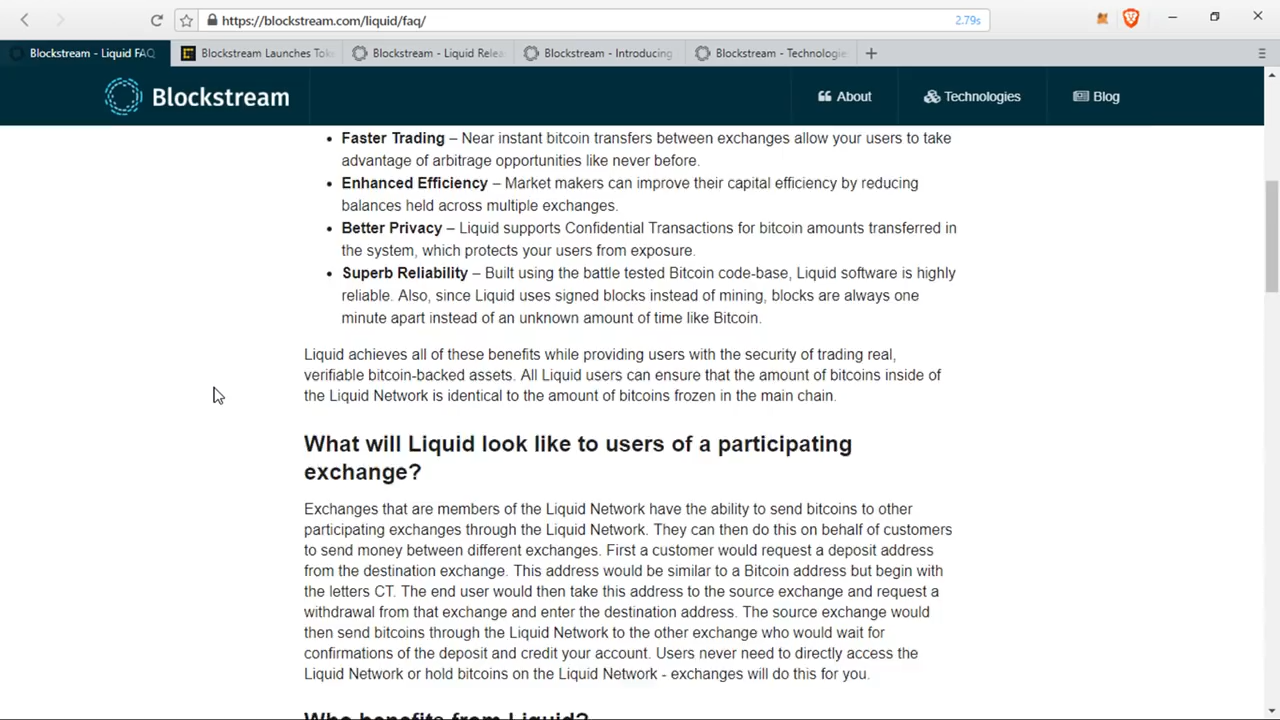 https://blockstream.com/liquid/faq/
2.79s
Blockstream - Liquid FAQ
Blockstream Launches Tok
Blockstream - Liquid Relea
Blockstream - Introducing
Blockstream - Technologie
Blockstream
About
Technologies
Blog
• Faster Trading – Near instant bitcoin transfers between exchanges allow your users to take
advantage of arbitrage opportunities like never before.
• Enhanced Efficiency – Market makers can improve their capital efficiency by reducing
balances held across multiple exchanges.
• Better Privacy – Liquid supports Confidential Transactions for bitcoin amounts transferred in
the system, which protects your users from exposure.
• Superb Reliability – Built using the battle tested Bitcoin code-base, Liquid software is highly
reliable. Also, since Liquid uses signed blocks instead of mining, blocks are always one
minute apart instead of an unknown amount of time like Bitcoin.
Liquid achieves all of these benefits while providing users with the security of trading real,
verifiable bitcoin-backed assets. All Liquid users can ensure that the amount of bitcoins inside of
the Liquid Network is identical to the amount of bitcoins frozen in the main chain.
What will Liquid look like to users of a participating
exchange?
Exchanges that are members of the Liquid Network have the ability to send bitcoins to other
participating exchanges through the Liquid Network. They can then do this on behalf of customers
to send money between different exchanges. First a customer would request a deposit address
from the destination exchange. This address would be similar to a Bitcoin address but begin with
the letters CT. The end user would then take this address to the source exchange and request a
withdrawal from that exchange and enter the destination address. The source exchange would
then send bitcoins through the Liquid Network to the other exchange who would wait for
confirmations of the deposit and credit your account. Users never need to directly access the
Liquid Network or hold bitcoins on the Liquid Network - exchanges will do this for you.
Who benefits from Liquid?